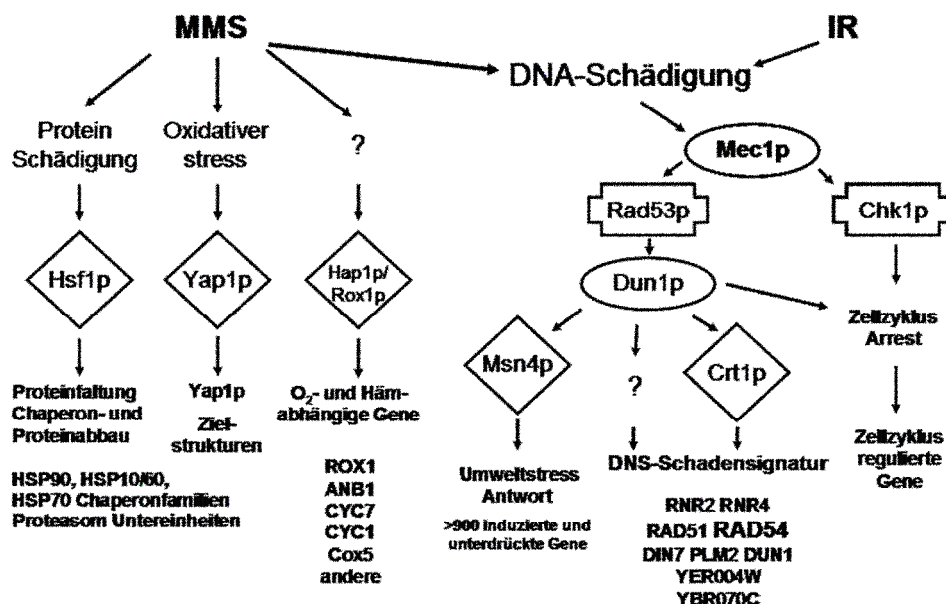 MMS
IR
DNA-Schädigung
Protein
Schädigung
Oxidativer
stress
?
Mec1p
Rad53p
Chk1p
Hsf1p
Yap1p
Hap1p/
Rox1p
Dun1p
Msn4p
?
Crt1p
Zellzyklus
Arrest
Proteinfaltung
Chaperon- und
Proteinabbau
Yap1p
Ziel-
strukturen
O₂- und Häm-
abhängige Gene
HSP90, HSP10/60,
HSP70 Chaperonfamilien
Proteasom Untereinheiten
ROX1
ANB1
CYC7
CYC1
Cox5
andere
Umweltstress
Antwort
>900 induzierte und
unterdrückte Gene
DNS-Schadensignatur
RNR2 RNR4
RAD51 RAD54
DIN7 PLM2 DUN1
YER004W
YBR070C
Zellzyklus
regulierte
Gene